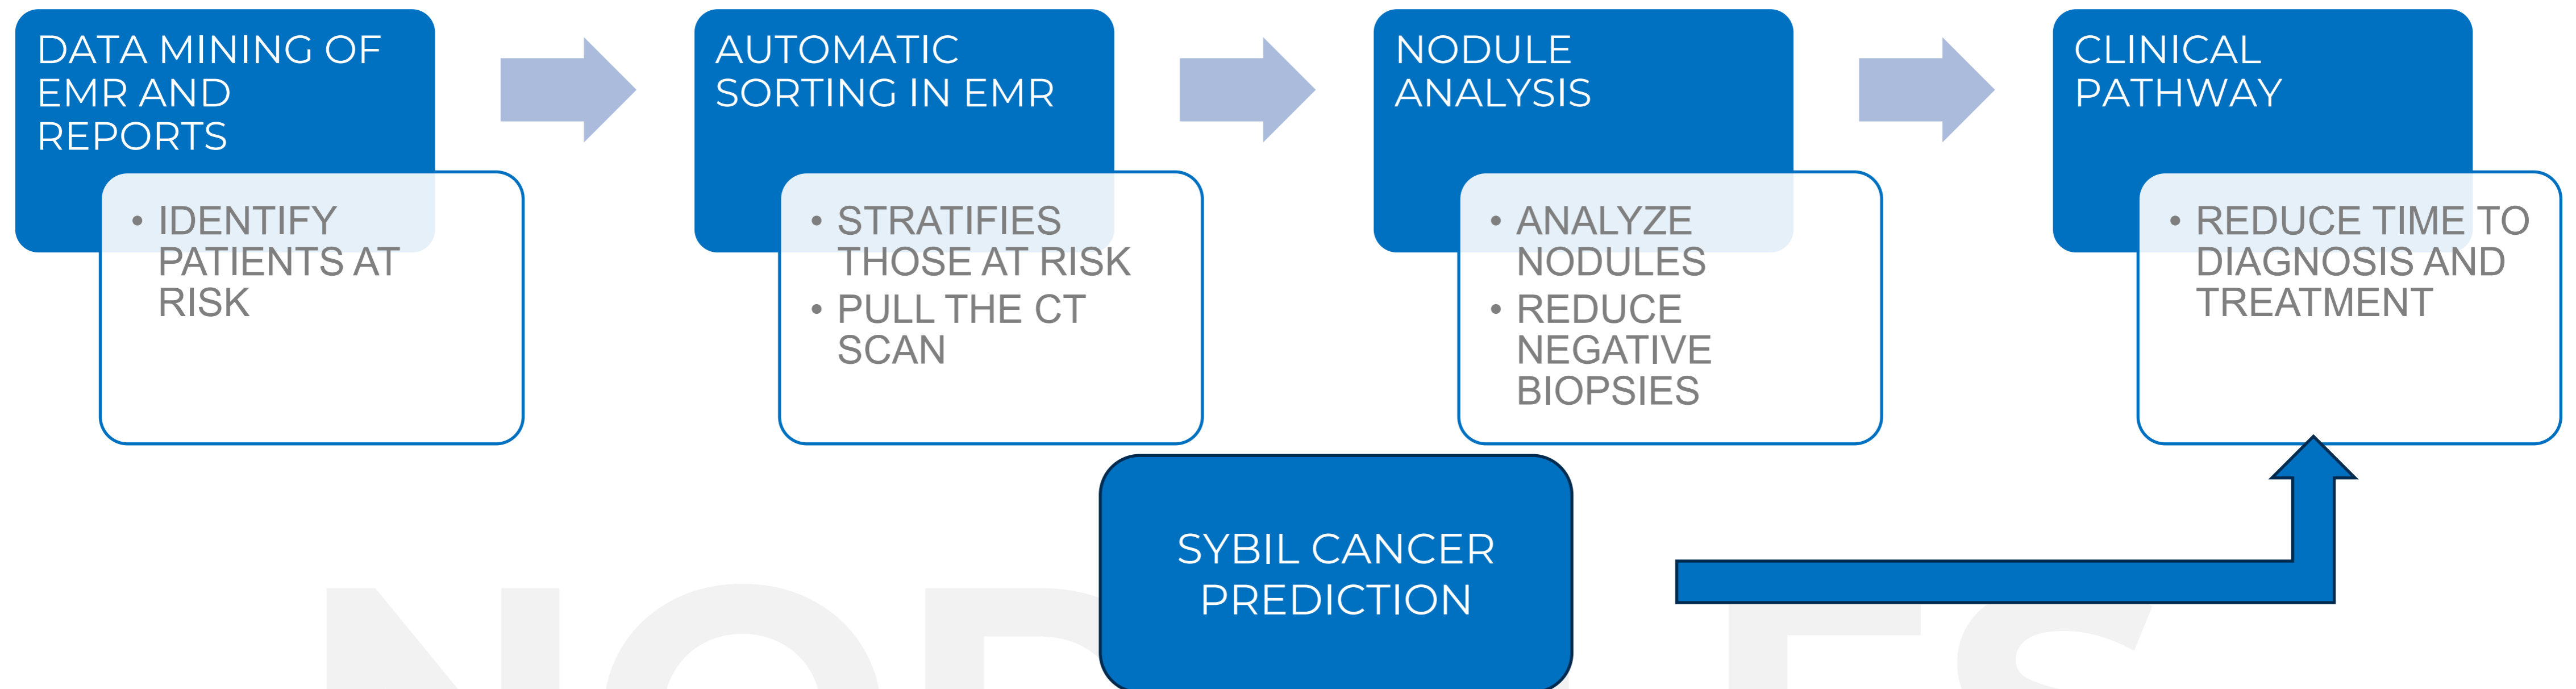 DATA MINING OF
EMR AND
REPORTS
• IDENTIFY
PATIENTS AT
RISK
AUTOMATIC
SORTING IN EMR
• STRATIFIES
THOSE AT RISK
• PULL THE CT
SCAN
NODULE
ANALYSIS
• ANALYZE
NODULES
• REDUCE
NEGATIVE
BIOPSIES
CLINICAL
PATHWAY
• REDUCE TIME TO
DIAGNOSIS AND
TREATMENT
SYBIL CANCER
PREDICTION